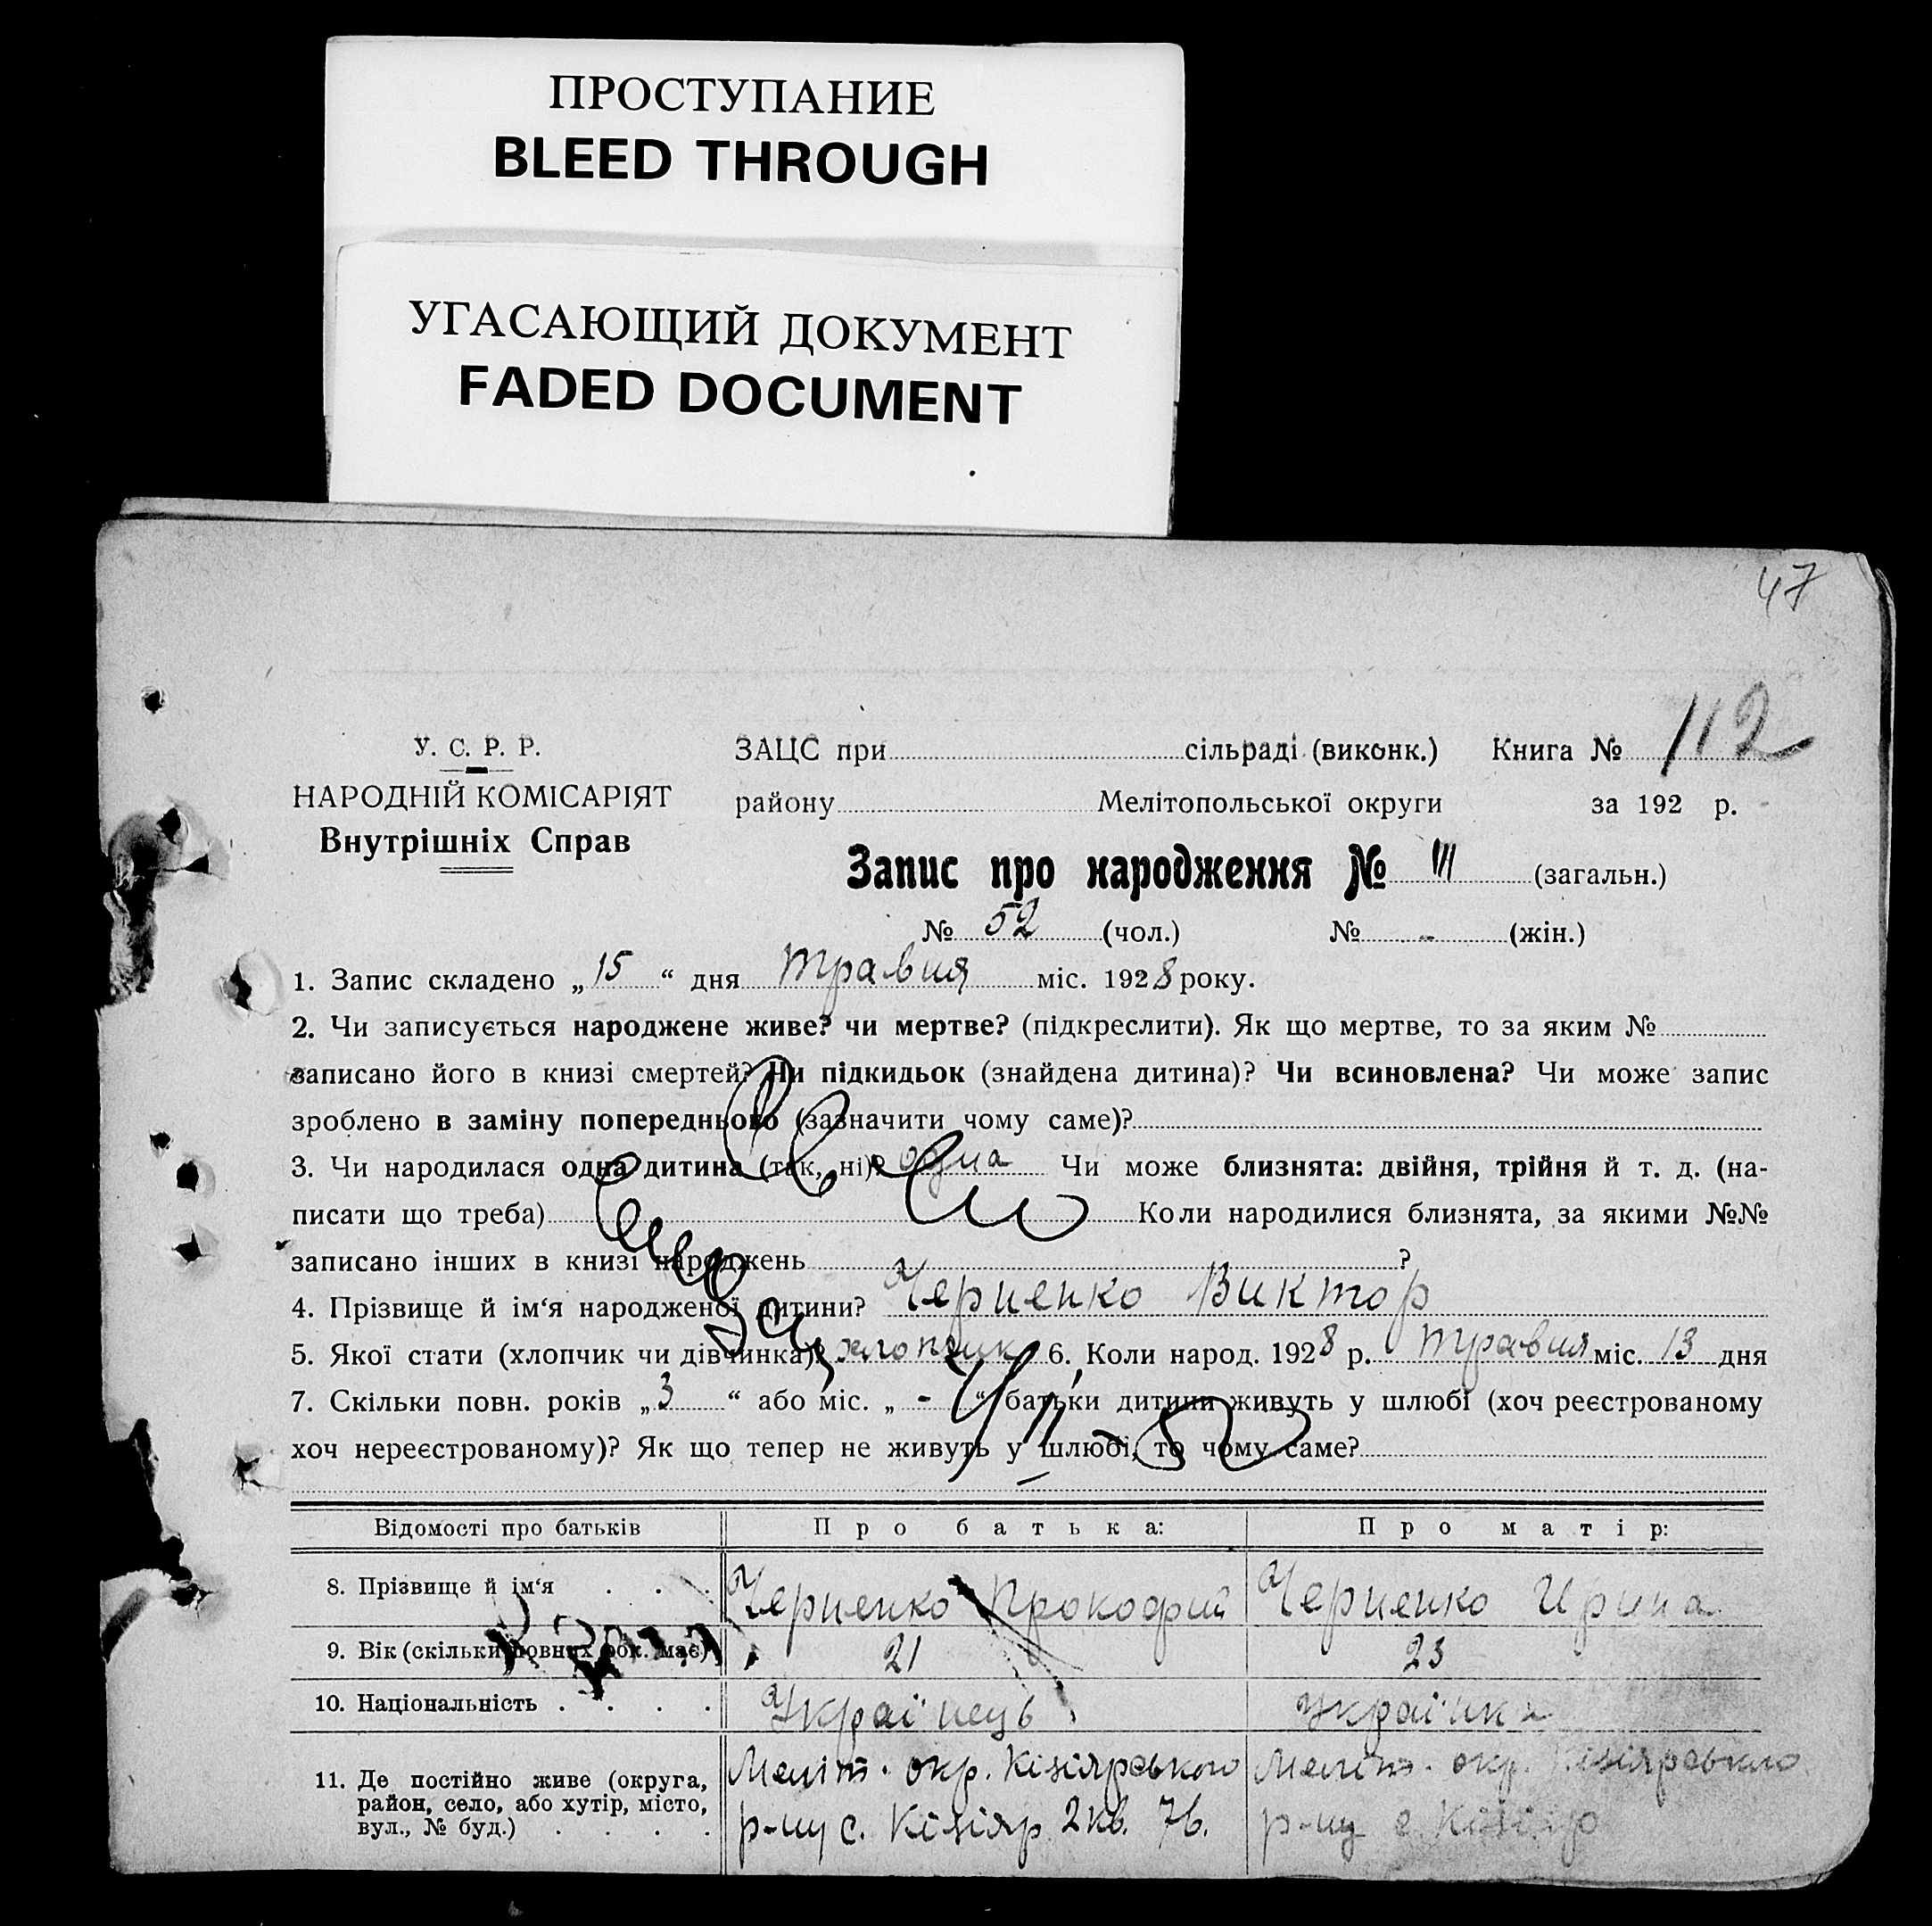 ПРОСТУПАНИЕ
BLEED THROUGH
УГАСАЮЩИЙ ДОКУМЕНТ
FADED DOCUMENT
47
У. С. Р. Р.
НАРОДНІЙ КОМІСАРІЯТ
Внутрішніх Справ
ЗАЦС при сільраді (виконк.) Книга № 112
району Мелітопольської округи за 192 р.
Запис про народження № 111 (загальн.)
№ 52 (чол.) № - (жін.)
1. Запис складено „15“ дня травня міс. 1928 року.
2. Чи записується народжене живе? чи мертве? (підкреслити). Як що мертве, то за яким №
записано його в книзі смертей? Чи підкидьок (знайдена дитина)? Чи всиновлена? Чи може запис
зроблено в заміну попереднього (зазначити чому саме)?
3. Чи народилася одна дитина (так, ні)? одна Чи може близнята: двійня, трійня й т. д. (на-
писати що треба) Коли народилися близнята, за якими №№
записано інших в книзі народжень ?
4. Прізвище й ім‘я народженої дитини? Черненко Виктор
5. Якої стати (хлопчик чи дівчинка)? хлопчик 6. Коли народ. 1928 р. травня міс. 13 дня
7. Скільки повн. років „3“ або міс. „-“ батьки дитини живуть у шлюбі (хоч реєстрованому
хоч нереєстрованому)? Як що тепер не живуть у шлюбі, то чому саме?
Відомості про батьків Про батька: Про матір:
8. Прізвище й ім‘я . . . Черненко Прокофий Черненко Ирина
9. Вік (скільки повних рок. має) 21 23
10. Національність . . . . Українець Українка
11. Де постійно живе (округа, район, село, або хутір, місто, вул., № буд.) . . . .
Меліт. окр. Кізіярського
р-ну с. Кізіяр 2 кв. 76.
Меліт. окр. Кізіярського
р-ну с Кізіяр